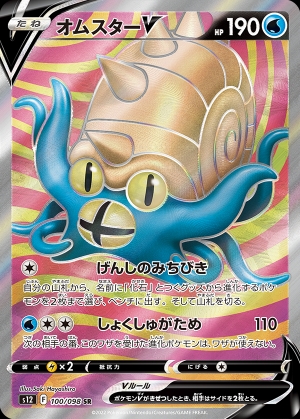 たね
オムスターV
HP 190
げんしのみちびき
自分の山札から、名前に「化石」とつくグッズから進化するポケモンを2枚まで選び、ベンチに出す。そして山札を切る。
しょくしゅがため 110
次の相手の番、このワザを受けた進化ポケモンは、ワザが使えない。
弱点 ×2 抵抗力 にげる
Illus. Saki Hayashiro
s12 F 100/098 SR
Vルール
ポケモンVがきぜつしたとき、相手はサイドを2枚とる。